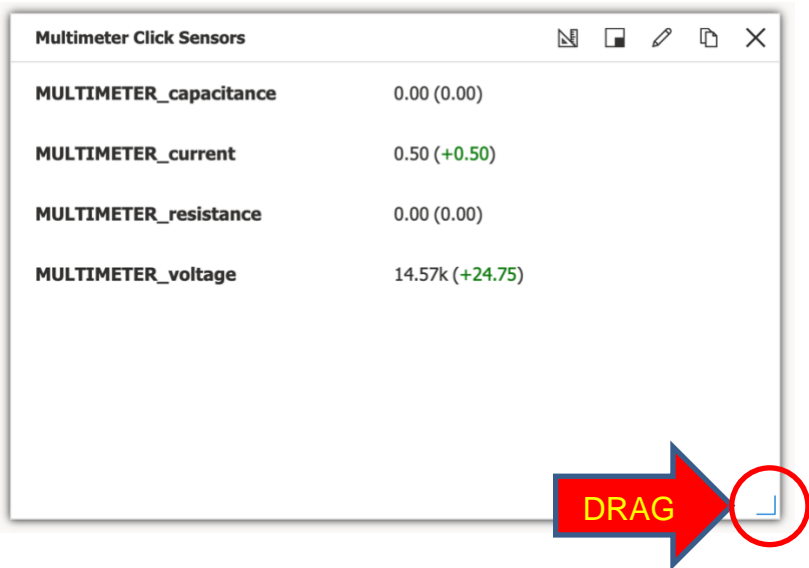 Multimeter Click Sensors
MULTIMETER_capacitance 0.00 (0.00)
MULTIMETER_current 0.50 (+0.50)
MULTIMETER_resistance 0.00 (0.00)
MULTIMETER_voltage 14.57k (+24.75)
DRAG